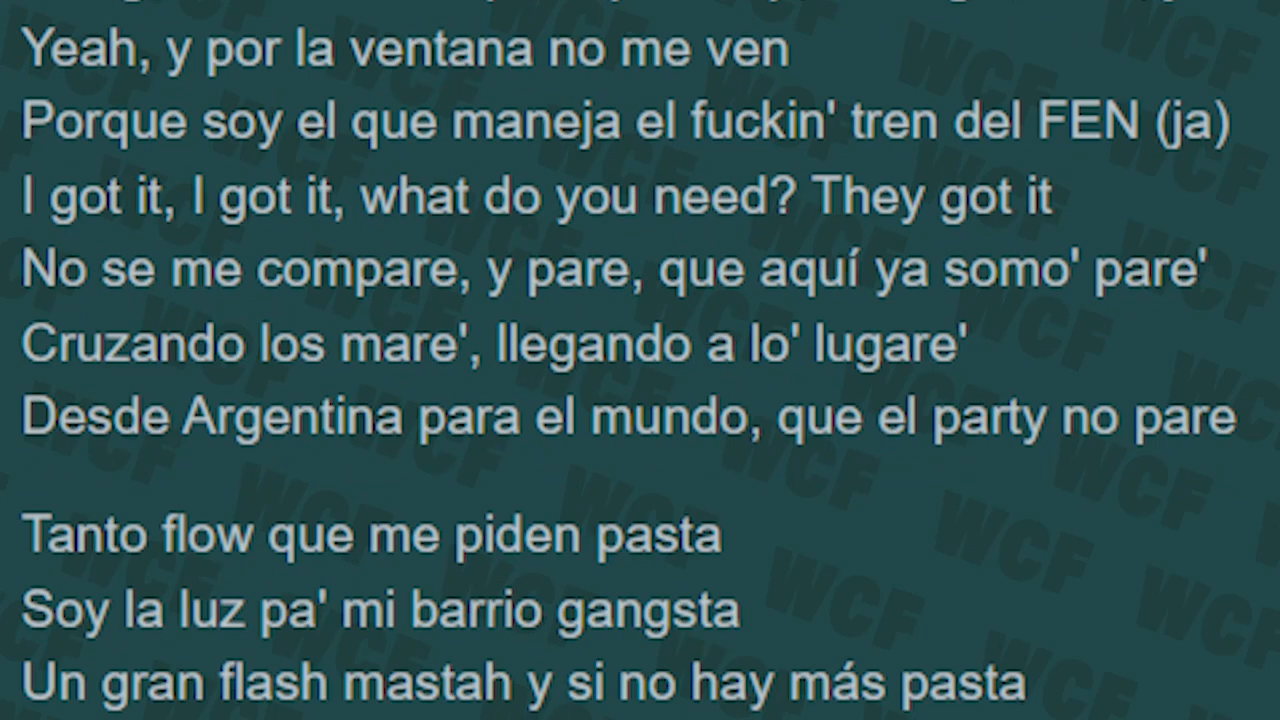 Yeah, y por la ventana no me ven
Porque soy el que maneja el fuckin' tren del FEN (ja)
I got it, I got it, what do you need? They got it
No se me compare, y pare, que aquí ya somo' pare'
Cruzando los mare', llegando a lo' lugare'
Desde Argentina para el mundo, que el party no pare
Tanto flow que me piden pasta
Soy la luz pa' mi barrio gangsta
Un gran flash mastah y si no hay más pasta